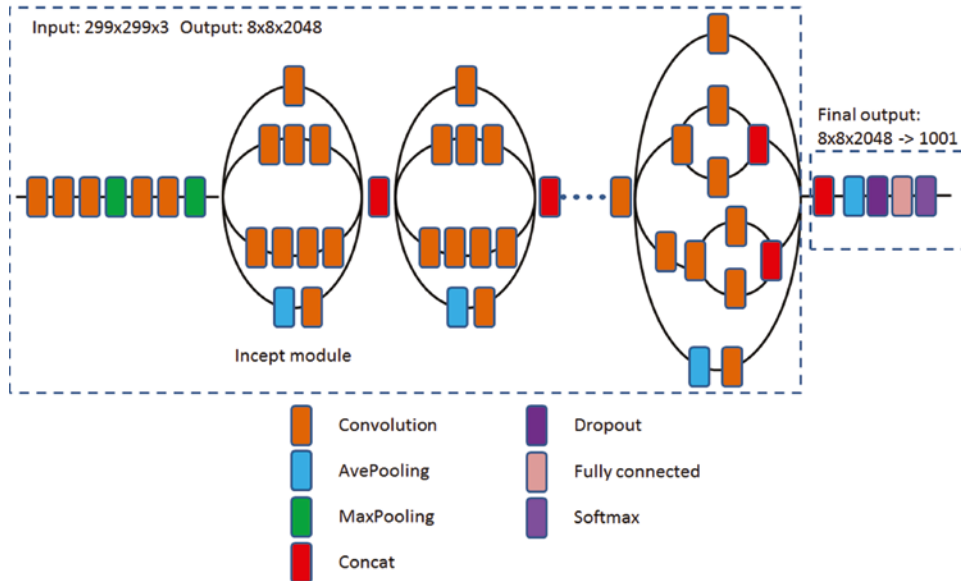 Input: 299x299x3 Output: 8x8x2048
Final output:
8x8x2048 -> 1001
Incept module
Convolution
AvePooling
MaxPooling
Concat
Dropout
Fully connected
Softmax